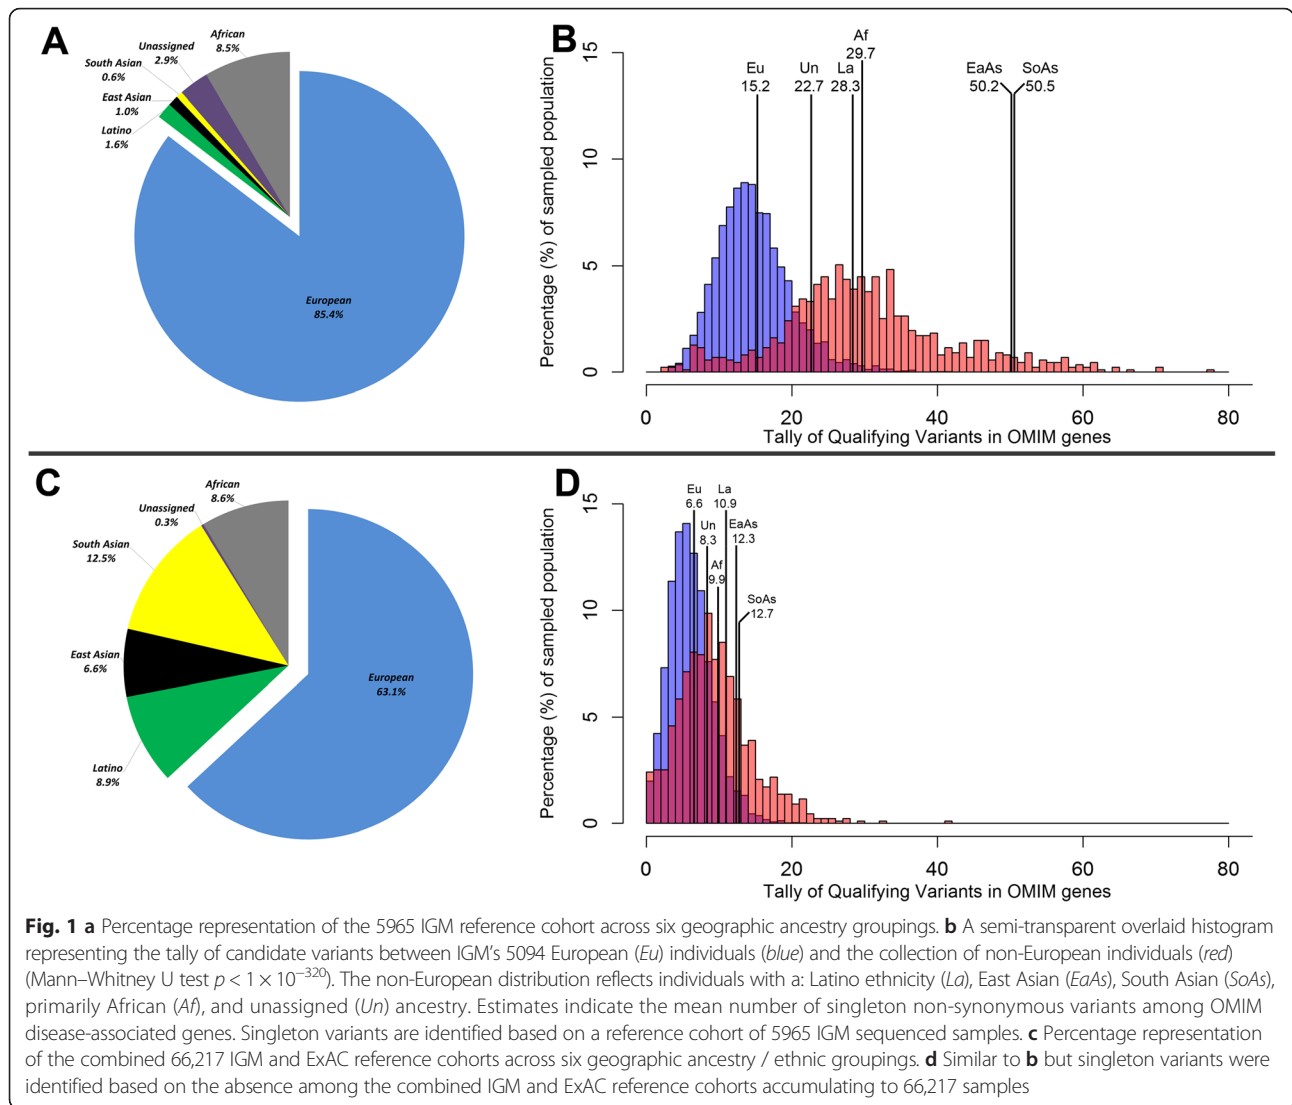 A
African
8.5%
Unassigned
2.9%
South Asian
0.6%
East Asian
1.0%
Latino
1.6%
European
85.4%
B
Percentage (%) of sampled population
15
10
5
0
Eu
15.2
Un
22.7
La
28.3
Af
29.7
EaAs
50.2
SoAs
50.5
0 20 40 60 80
Tally of Qualifying Variants in OMIM genes
C
African
8.6%
Unassigned
0.3%
South Asian
12.5%
East Asian
6.6%
Latino
8.9%
European
63.1%
D
Percentage (%) of sampled population
15
10
5
0
Eu
6.6
Un
8.3
Af
9.9
La
10.9
EaAs
12.3
SoAs
12.7
0 20 40 60 80
Tally of Qualifying Variants in OMIM genes
Fig. 1 a Percentage representation of the 5965 IGM reference cohort across six geographic ancestry groupings. b A semi-transparent overlaid histogram
representing the tally of candidate variants between IGM's 5094 European (Eu) individuals (blue) and the collection of non-European individuals (red)
(Mann–Whitney U test p < 1 × 10⁻³²⁰). The non-European distribution reflects individuals with a: Latino ethnicity (La), East Asian (EaAs), South Asian (SoAs),
primarily African (Af), and unassigned (Un) ancestry. Estimates indicate the mean number of singleton non-synonymous variants among OMIM
disease-associated genes. Singleton variants are identified based on a reference cohort of 5965 IGM sequenced samples. c Percentage representation
of the combined 66,217 IGM and ExAC reference cohorts across six geographic ancestry / ethnic groupings. d Similar to b but singleton variants were
identified based on the absence among the combined IGM and ExAC reference cohorts accumulating to 66,217 samples